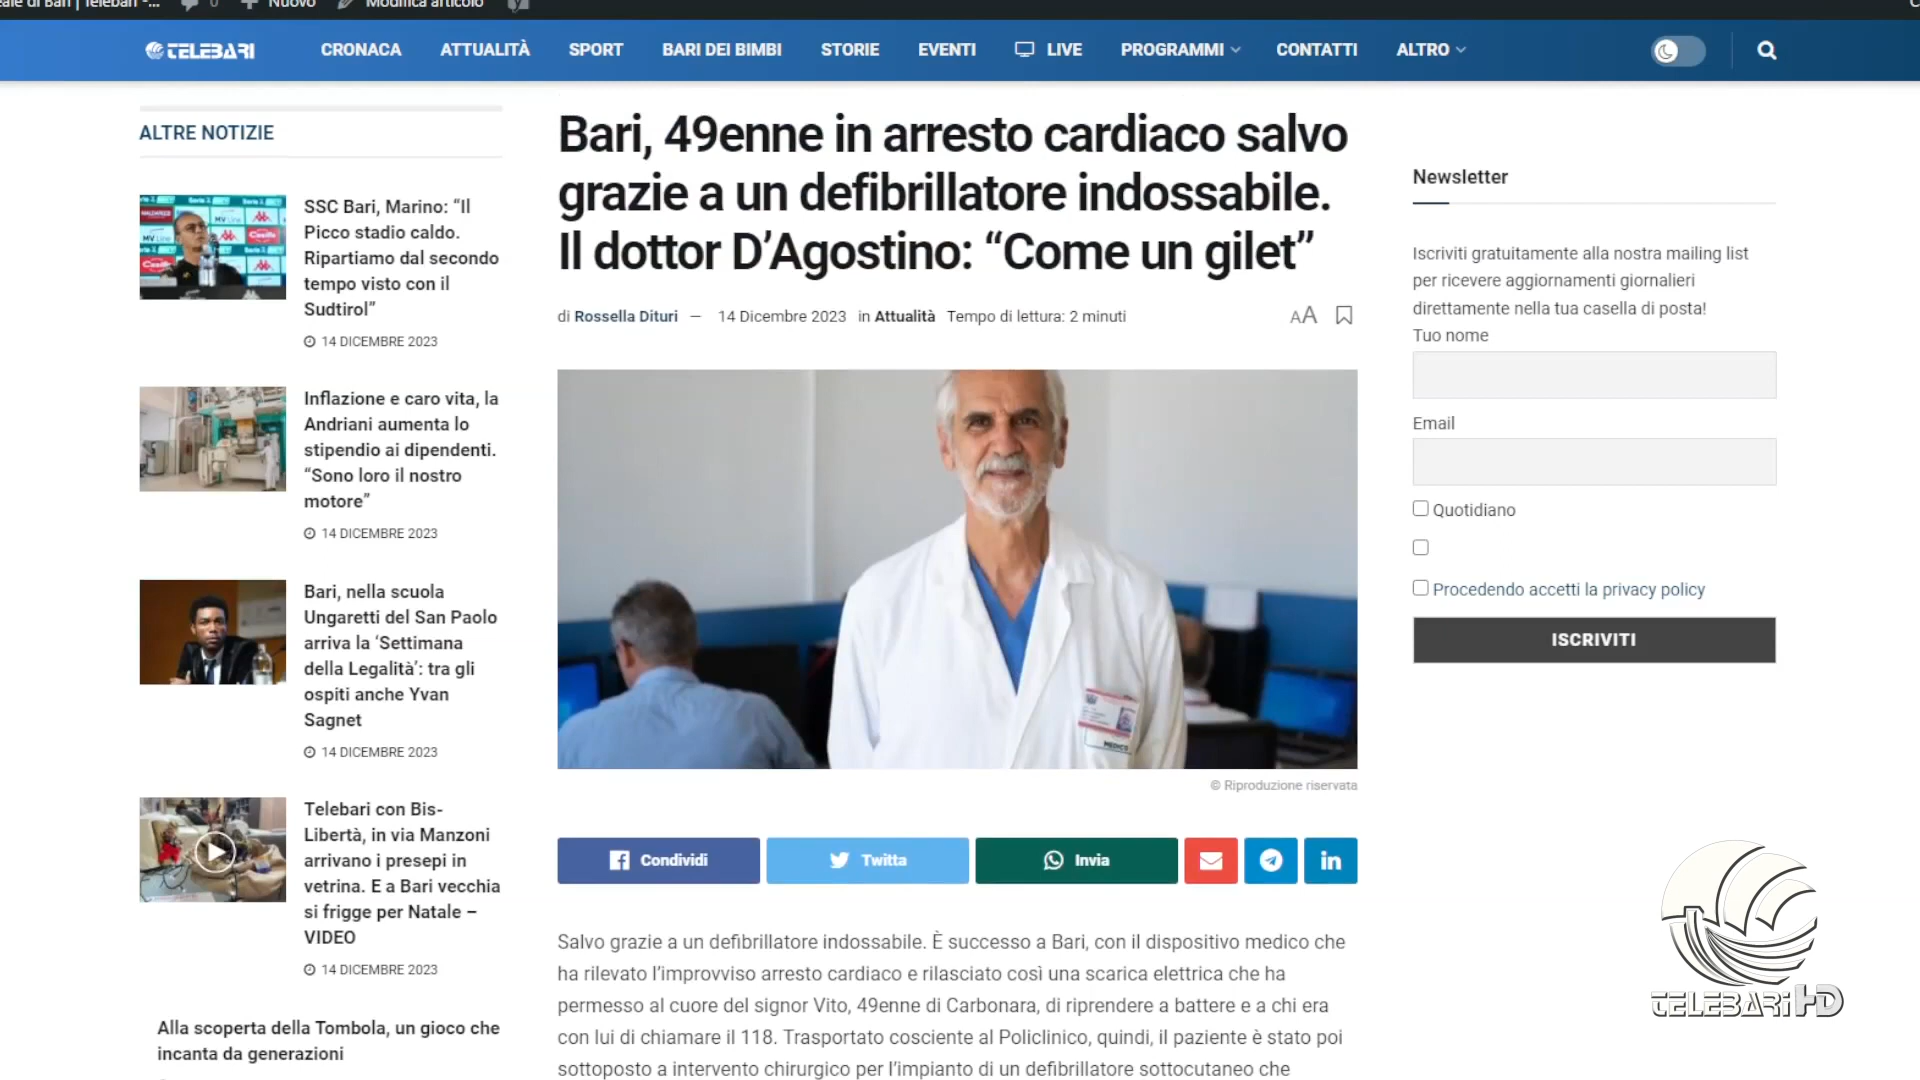 eale di Bari | Telebari -...
0
Nuovo
Modifica articolo
TELEBARI
CRONACA
ATTUALITÀ
SPORT
BARI DEI BIMBI
STORIE
EVENTI
LIVE
PROGRAMMI
CONTATTI
ALTRO
ALTRE NOTIZIE
SSC Bari, Marino: “Il
Picco stadio caldo.
Ripartiamo dal secondo
tempo visto con il
Sudtirol”
14 DICEMBRE 2023
Inflazione e caro vita, la
Andriani aumenta lo
stipendio ai dipendenti.
“Sono loro il nostro
motore”
14 DICEMBRE 2023
Bari, nella scuola
Ungaretti del San Paolo
arriva la ‘Settimana
della Legalità’: tra gli
ospiti anche Yvan
Sagnet
14 DICEMBRE 2023
Telebari con Bis-
Libertà, in via Manzoni
arrivano i presepi in
vetrina. E a Bari vecchia
si frigge per Natale –
VIDEO
14 DICEMBRE 2023
Alla scoperta della Tombola, un gioco che
incanta da generazioni
Bari, 49enne in arresto cardiaco salvo
grazie a un defibrillatore indossabile.
Il dottor D’Agostino: “Come un gilet”
di Rossella Dituri — 14 Dicembre 2023 in Attualità Tempo di lettura: 2 minuti
AA
MEDICO
© Riproduzione riservata
Condividi
Twitta
Invia
in
Salvo grazie a un defibrillatore indossabile. È successo a Bari, con il dispositivo medico che
ha rilevato l’improvviso arresto cardiaco e rilasciato così una scarica elettrica che ha
permesso al cuore del signor Vito, 49enne di Carbonara, di riprendere a battere e a chi era
con lui di chiamare il 118. Trasportato cosciente al Policlinico, quindi, il paziente è stato poi
sottoposto a intervento chirurgico per l’impianto di un defibrillatore sottocutaneo che
Newsletter
Iscriviti gratuitamente alla nostra mailing list
per ricevere aggiornamenti giornalieri
direttamente nella tua casella di posta!
Tuo nome
Email
Quotidiano
Procedendo accetti la privacy policy
ISCRIVITI
TELEBARI HD